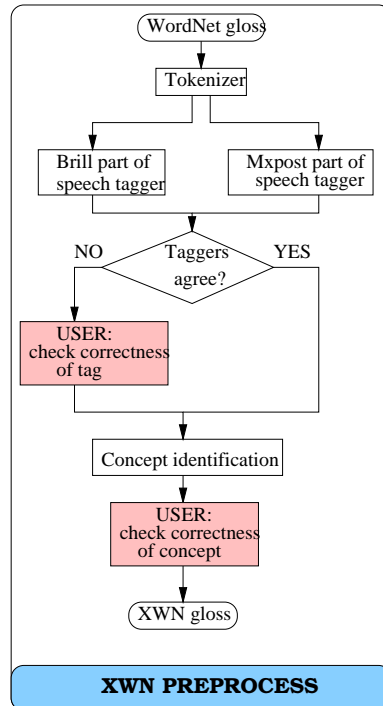 WordNet gloss
Tokenizer
Brill part of
speech tagger
Mxpost part of
speech tagger
NO
Taggers
agree?
YES
USER:
check correctness
of tag
Concept identification
USER:
check correctness
of concept
XWN gloss
XWN PREPROCESS